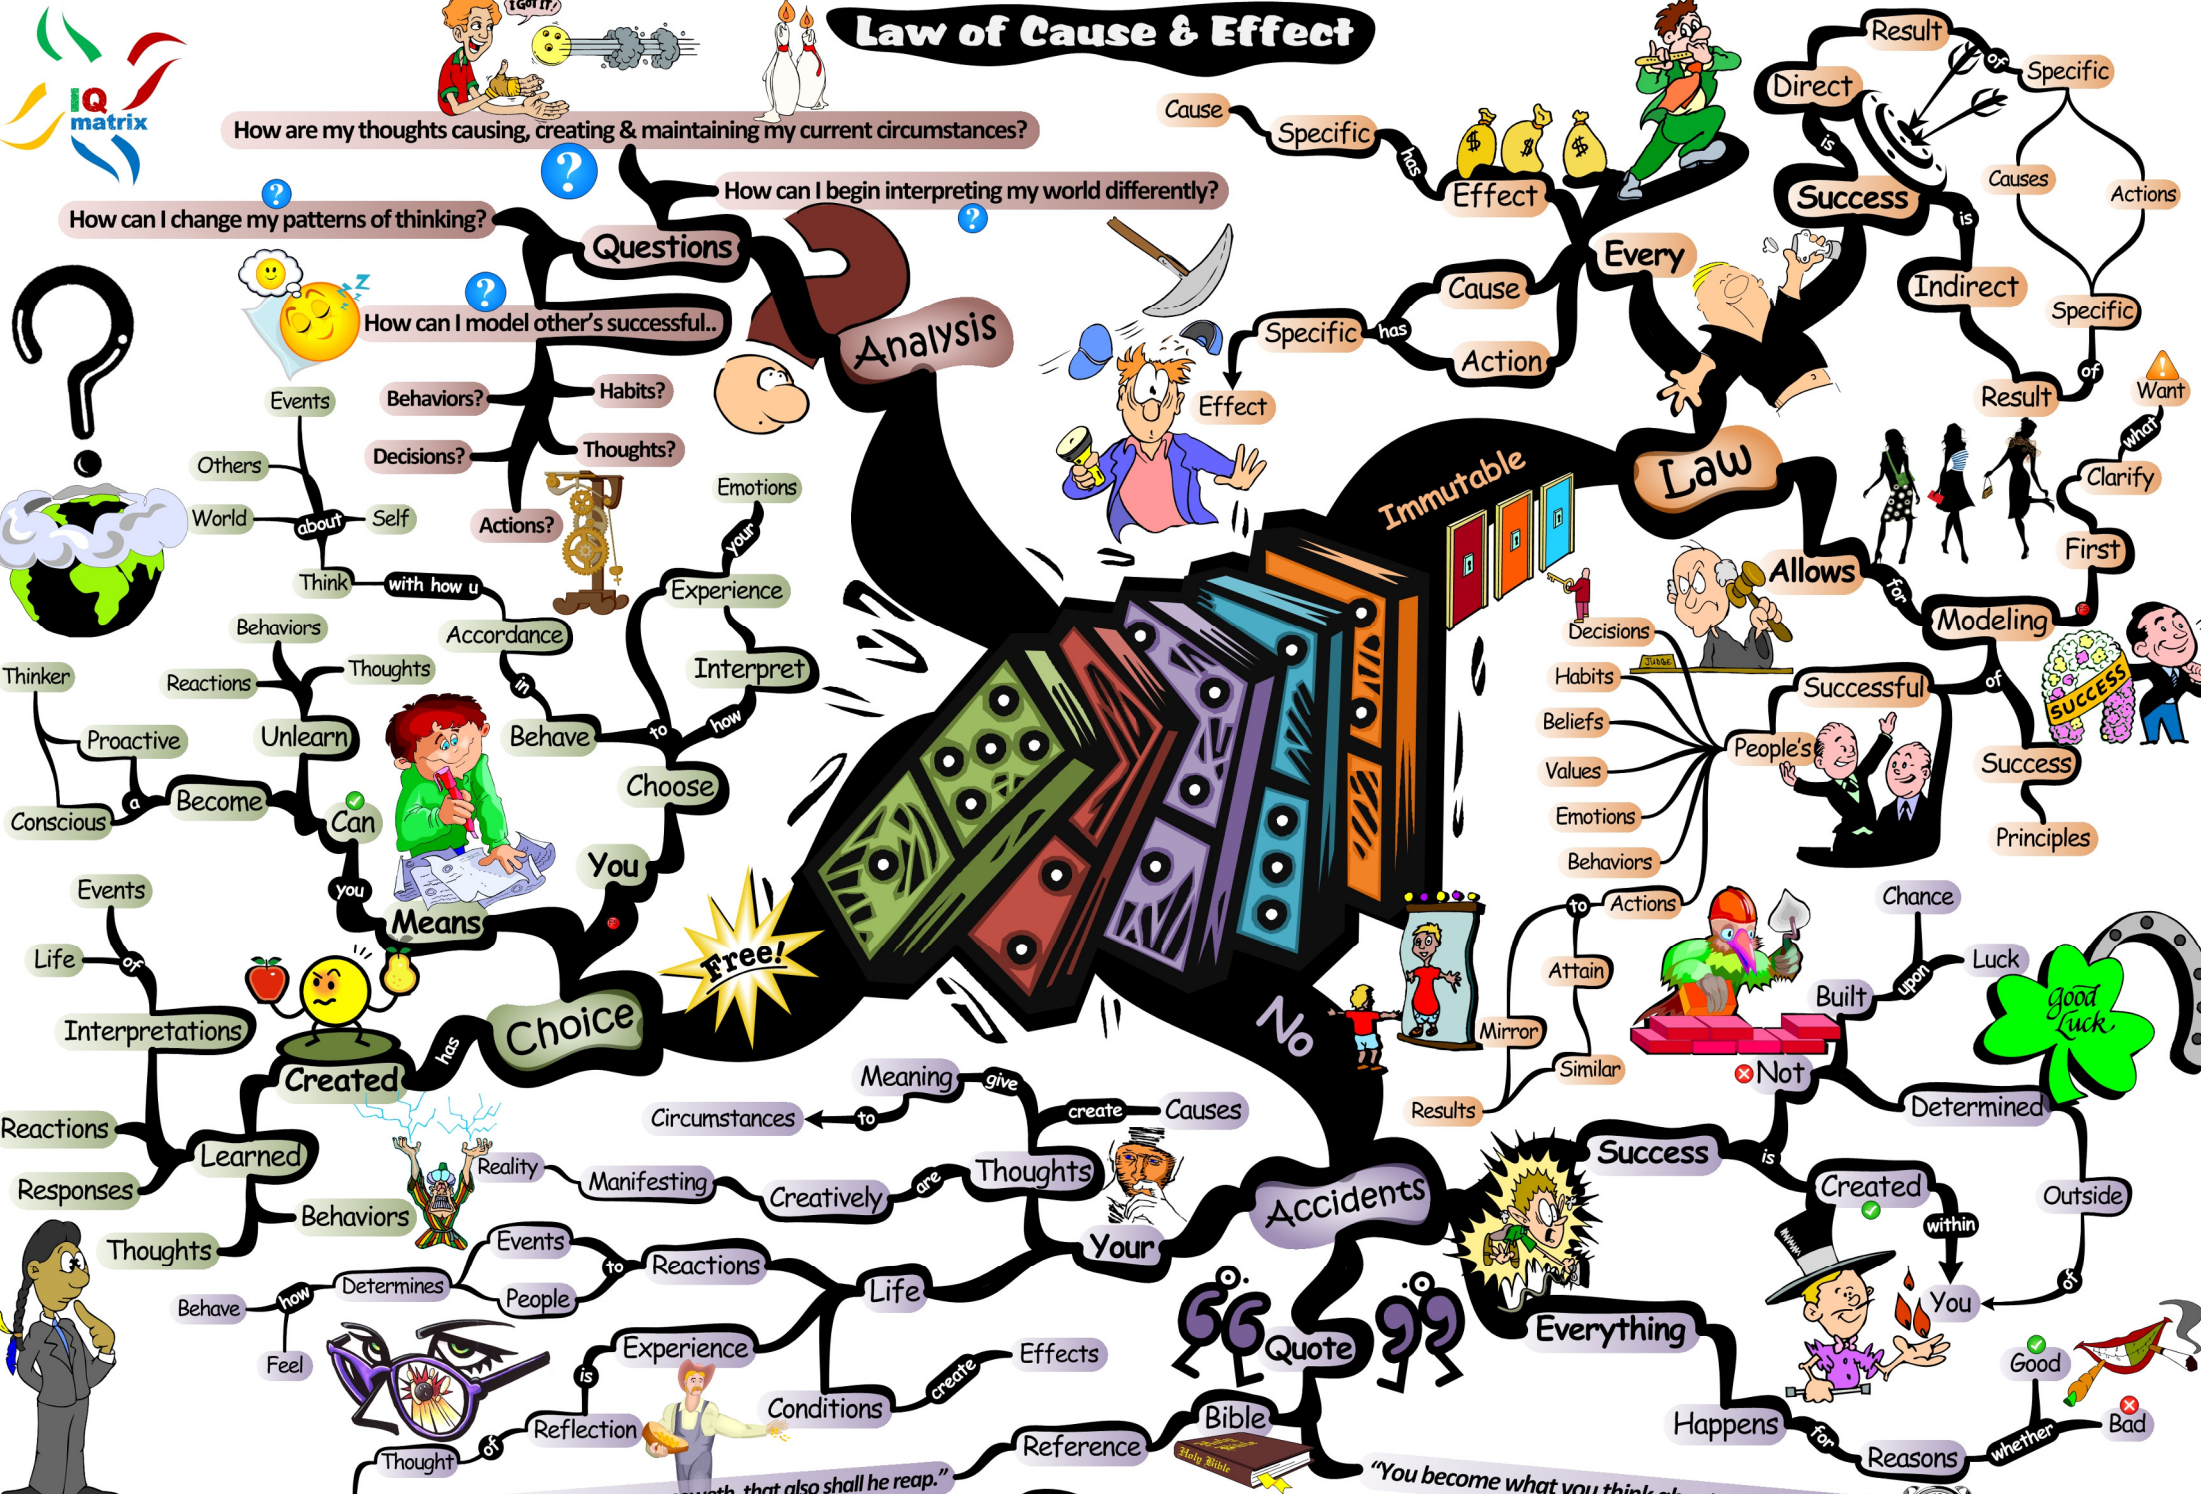 Law of Cause & Effect
I GOT IT!
IQ
matrix
How are my thoughts causing, creating & maintaining my current circumstances?
How can I begin interpreting my world differently?
How can I change my patterns of thinking?
Questions
How can I model other's successful..
Behaviors?
Habits?
Decisions?
Thoughts?
Actions?
Analysis
Cause
Specific
has
Effect
$
$
$
Every
Cause
Action
has
Specific
Effect
Result
of
Specific
Direct
is
Success
is
Causes
Actions
Indirect
Specific
of
Result
Want
what
Clarify
First
Immutable
Law
Allows
for
Modeling
of
Success
Principles
SUCCESS
JUDGE
Successful
People's
Decisions
Habits
Beliefs
Values
Emotions
Behaviors
Actions
to
Attain
Mirror
Similar
Results
Events
Others
World
about
Self
Think
with how u
Accordance
in
Behave
to
Emotions
your
Experience
Interpret
how
Choose
You
Behaviors
Reactions
Thoughts
Unlearn
Thinker
Proactive
Conscious
a
Become
Can
you
Means
Free!
Choice
has
Created
Events
Life
of
Interpretations
Reactions
Learned
Responses
Behaviors
Thoughts
No
Accidents
Meaning
give
to
Circumstances
create
Causes
Thoughts
are
Creatively
Manifesting
Reality
Your
Life
Reactions
to
Events
People
Determines
how
Behave
Feel
Experience
is
Reflection
of
Thought
Conditions
create
Effects
Quote
Bible
Holy Bible
Holy Bible
Reference
that also shall he reap."
"You become what you think
Chance
Luck
upon
Built
Not
Good Luck
Determined
Success
is
Created
within
You
Outside
of
Everything
Happens
for
Reasons
whether
Good
Bad